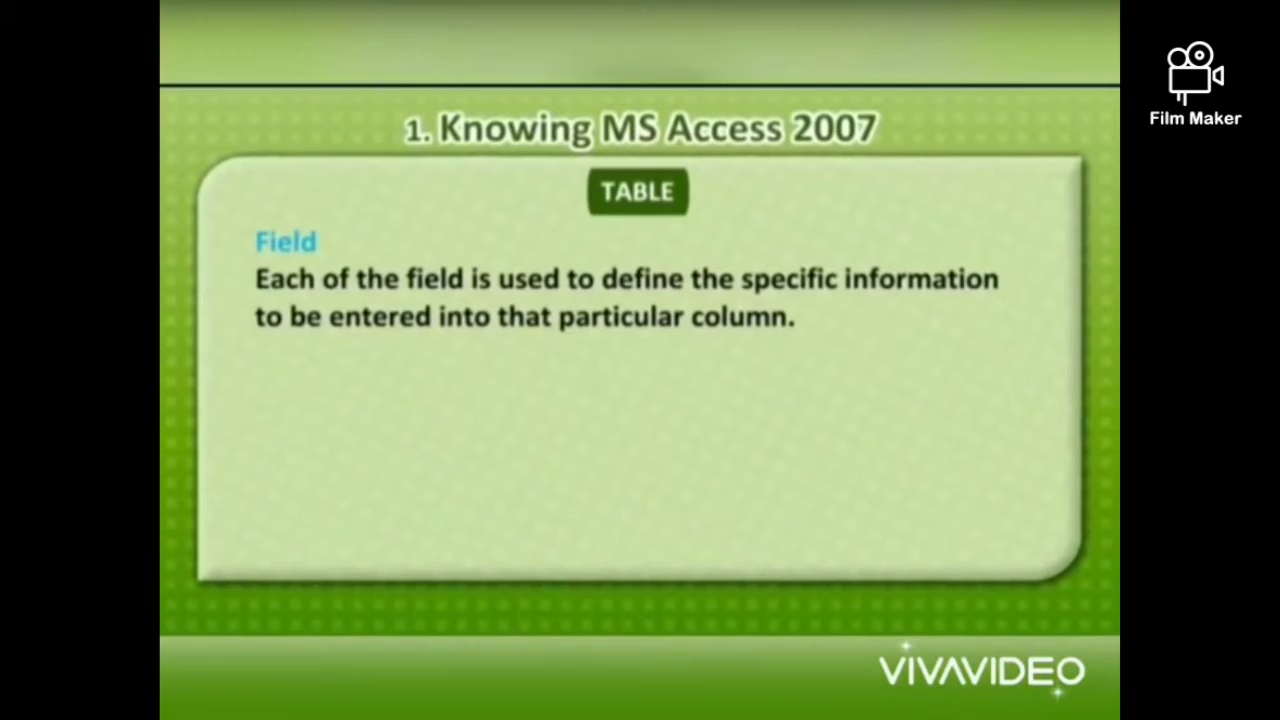 Film Maker
1. Knowing MS Access 2007
TABLE
Field
Each of the field is used to define the specific information
to be entered into that particular column.
VIVAVIDEO